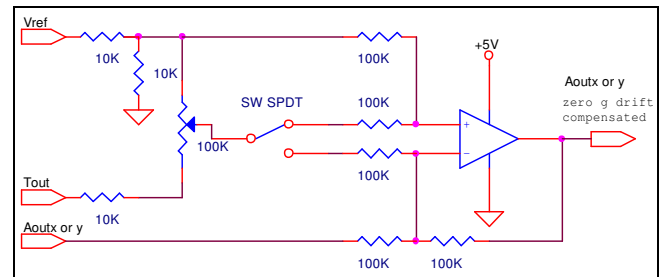 Vref
10K
10K
100K
+5V
Aoutx or y
zero g drift
compensated
SW SPDT
100K
+
100K
−
100K
Tout
10K
Aoutx or y
100K
100K